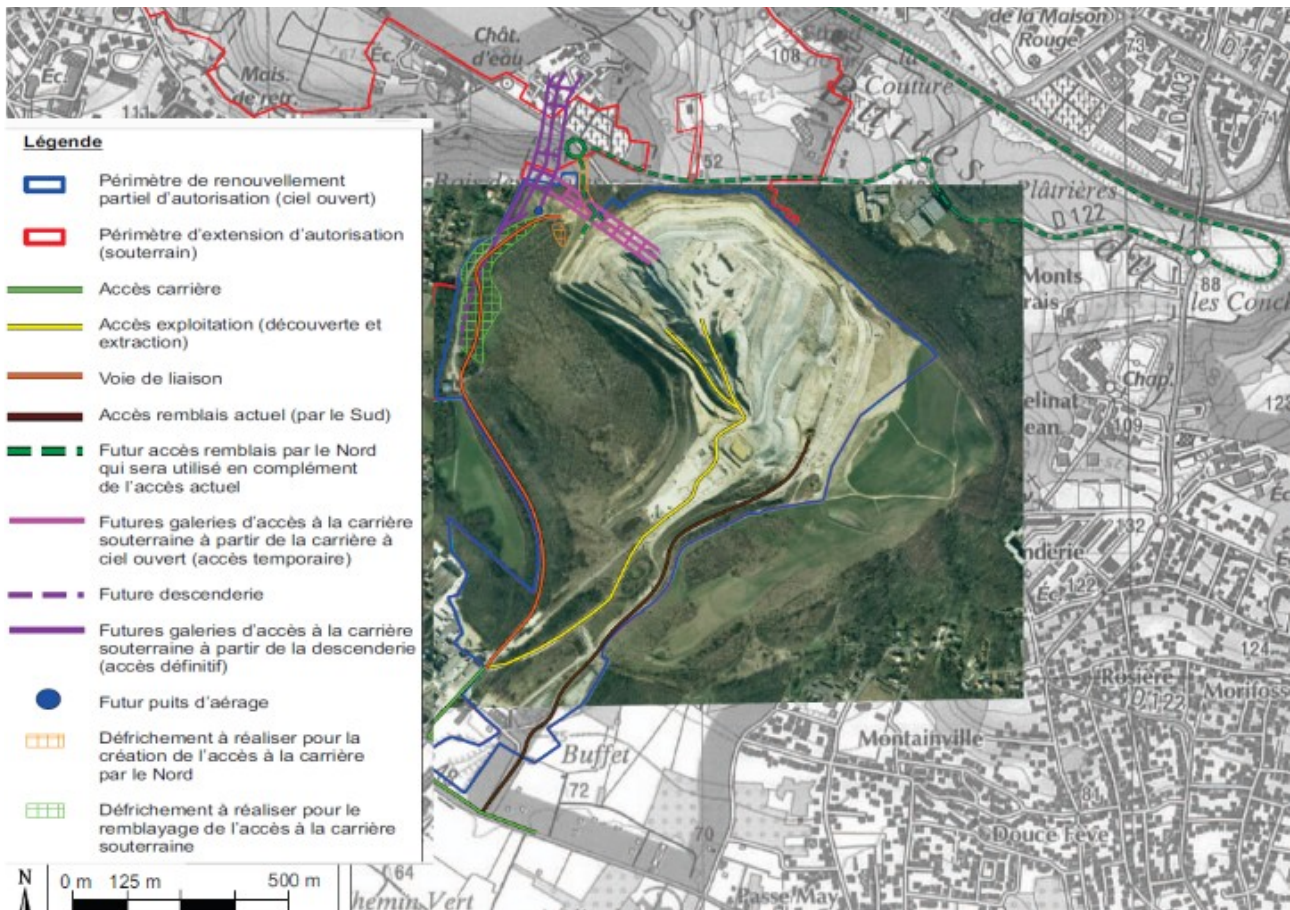 Légende
Périmètre de renouvellement
partiel d'autorisation (ciel ouvert)
Périmètre d'extension d'autorisation
(souterrain)
Accès carrière
Accès exploitation (découverte et
extraction)
Voie de liaison
Accès remblais actuel (par le Sud)
Futur accès remblais par le Nord
qui sera utilisé en complément
de l'accès actuel
Futures galeries d'accès à la carrière
souterraine à partir de la carrière à
ciel ouvert (accès temporaire)
Future descenderie
Futures galeries d'accès à la carrière
souterraine à partir de la descenderie
(accès définitif)
Futur puits d'aérage
Défrichement à réaliser pour la
création de l'accès à la carrière
par le Nord
Défrichement à réaliser pour le
remblayage de l'accès à la carrière
souterraine
N
0 m 125 m 500 m
Éc.
Mais.
de retr.
111
Éc.
Chât.
d'eau
108
la
Couture
Buttes
152
de la Maison
Rouge
73
D 403
Plâtrières
D 122
du
Monts
88
les Conch
Chap.
109
123
132
122
Éc.
124
Rosière
D 122
Morifoss
Montainville
81
Douce Fève
Passe/May
Buffet
72
70
64
hemin Vert